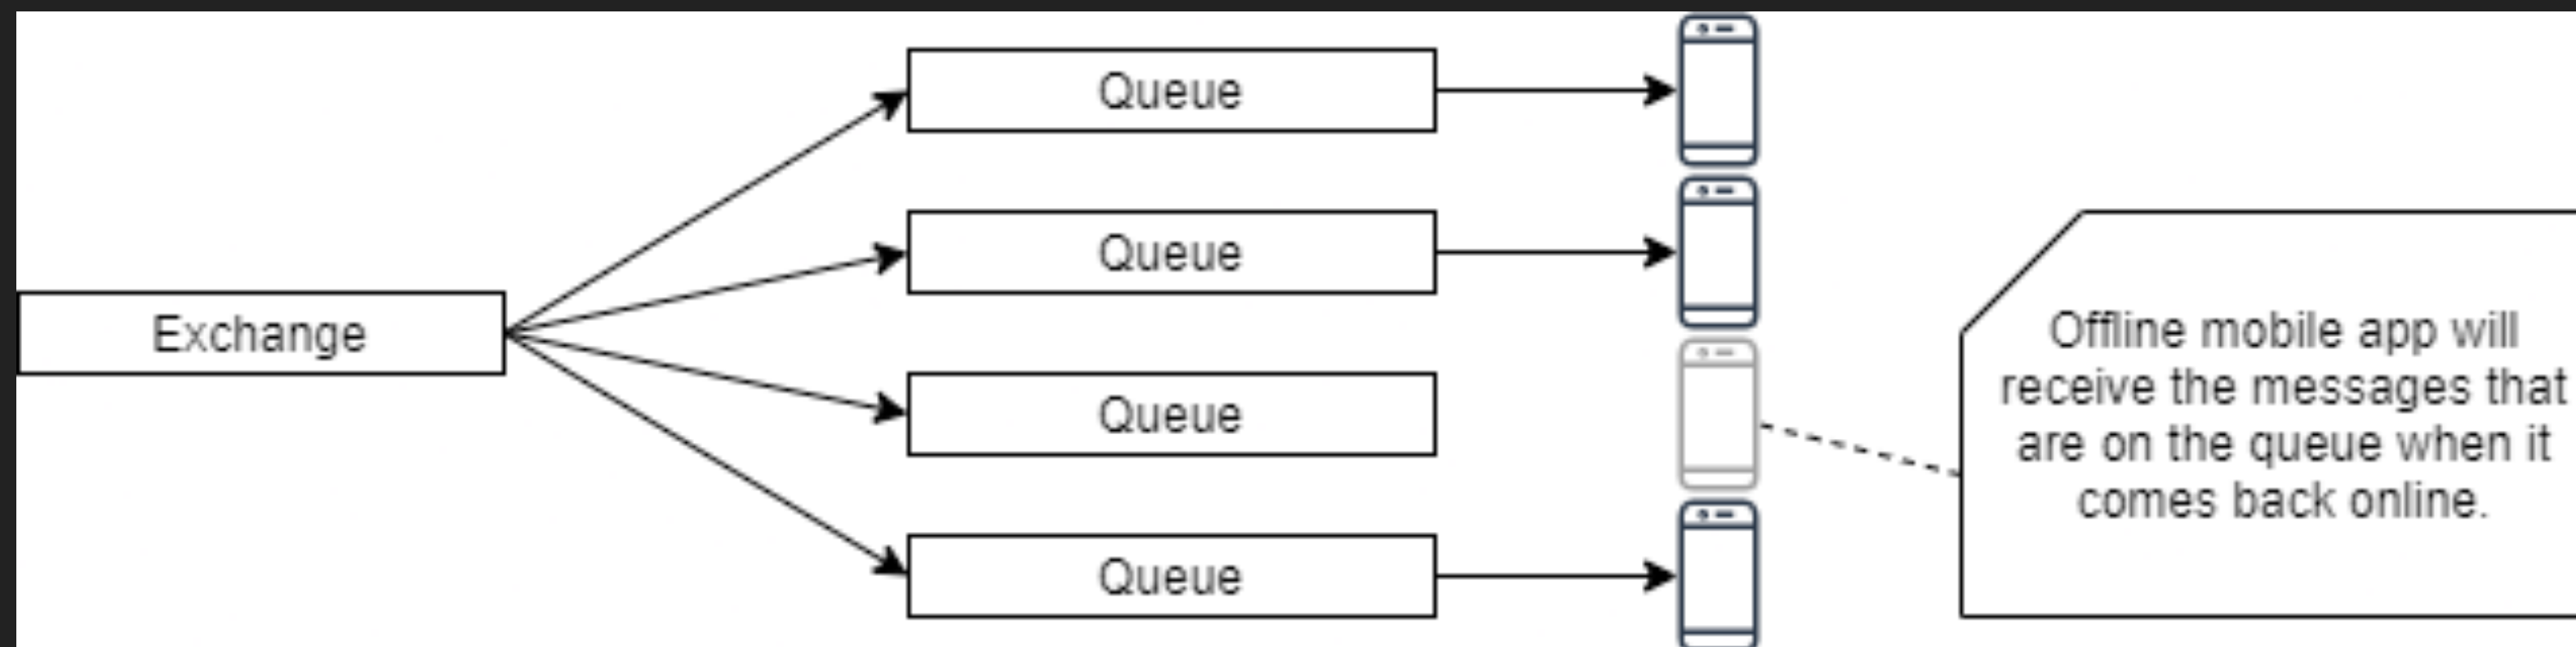 Queue
Queue
Exchange
Queue
Queue
Offline mobile app will
receive the messages that
are on the queue when it
comes back online.